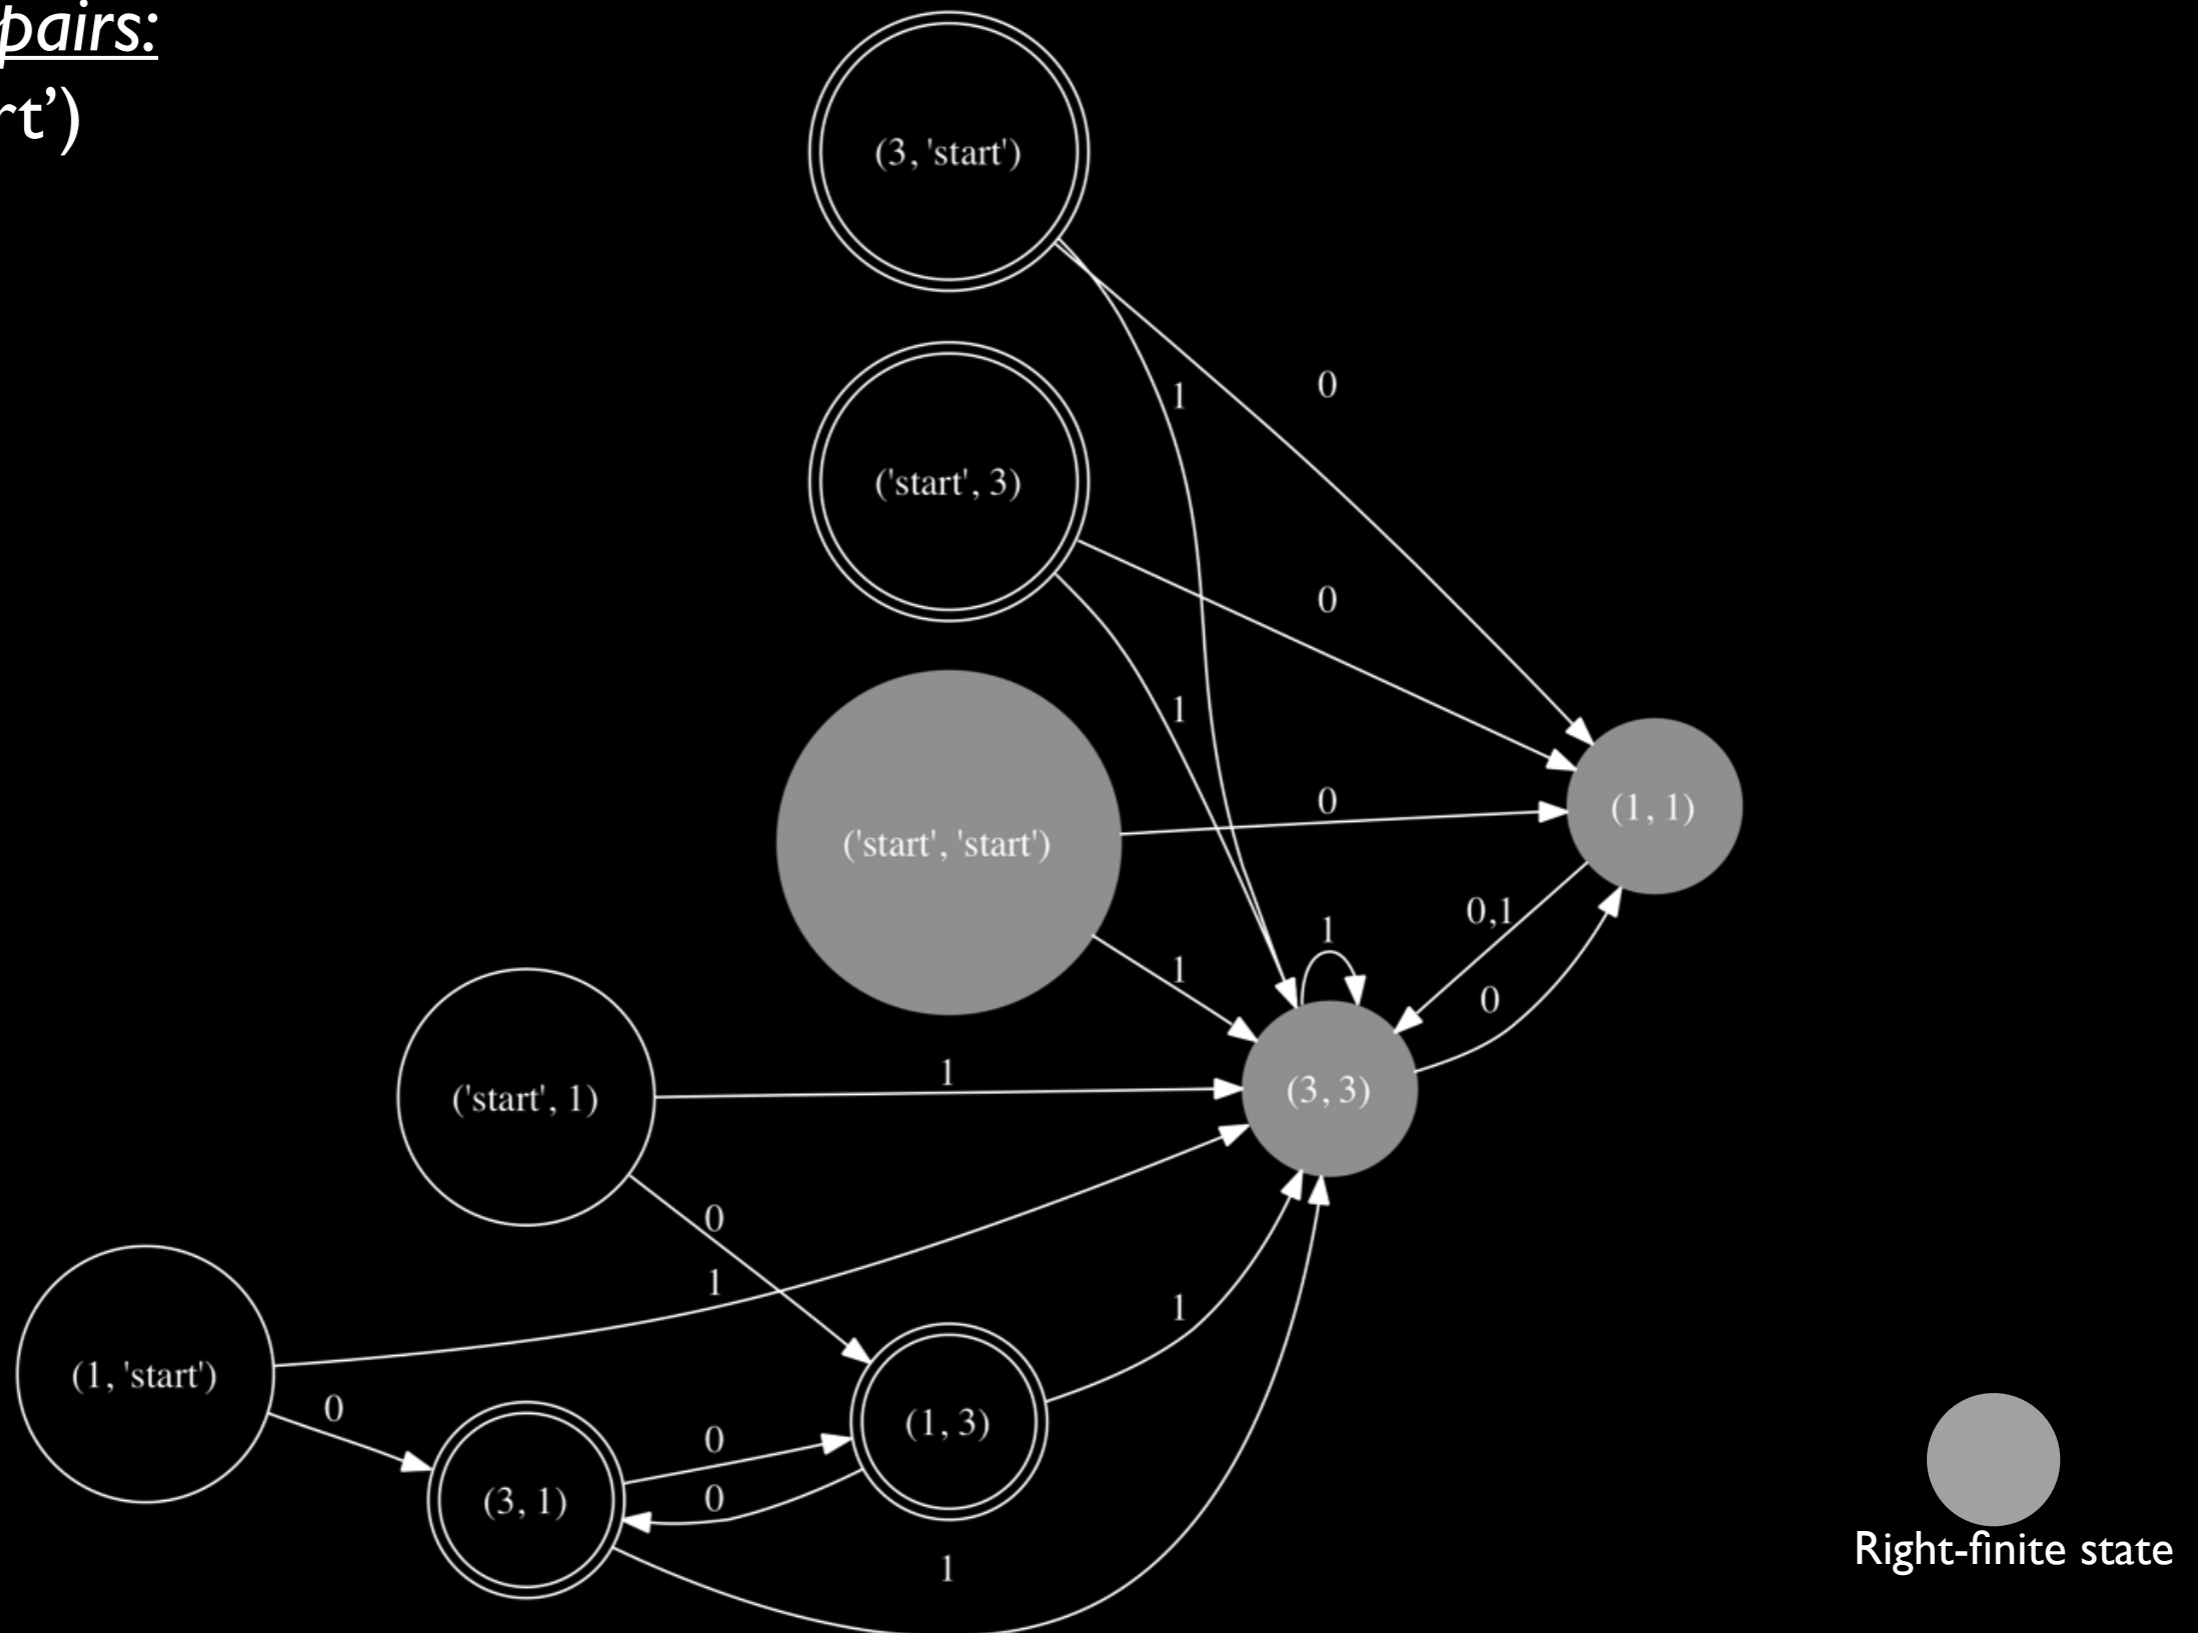 pairs:
rt’)
(3, 'start')
1
0
('start', 3)
0
1
('start', 'start')
0
(1, 1)
1
1
0,1
0
('start', 1)
1
(3, 3)
0
1
(1, 'start')
0
1
(3, 1)
0
0
(1, 3)
1
Right-finite state